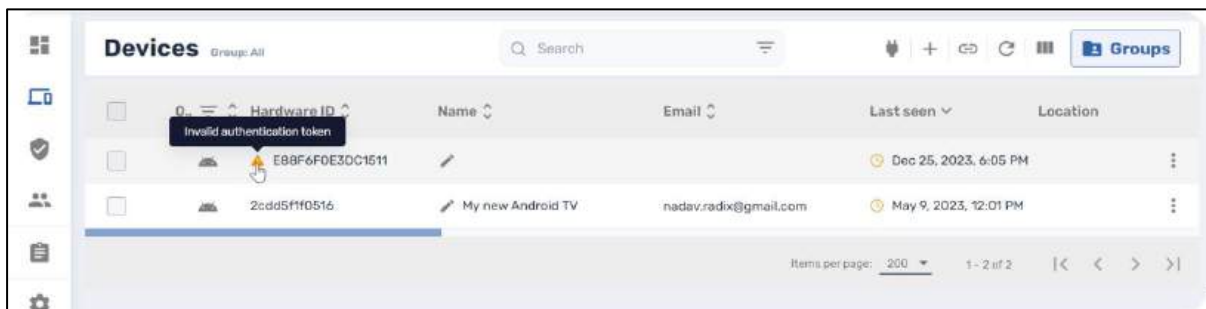 Devices Group: All Search Groups
O.. Hardware ID Name Email Last seen Location
Invalid authentication token
E88F6F0E3DC1511 Dec 25, 2023, 6:05 PM
2cdd5f1f0516 My new Android TV nadav.radix@gmail.com May 9, 2023, 12:01 PM
Items per page: 200 1 - 2 of 2